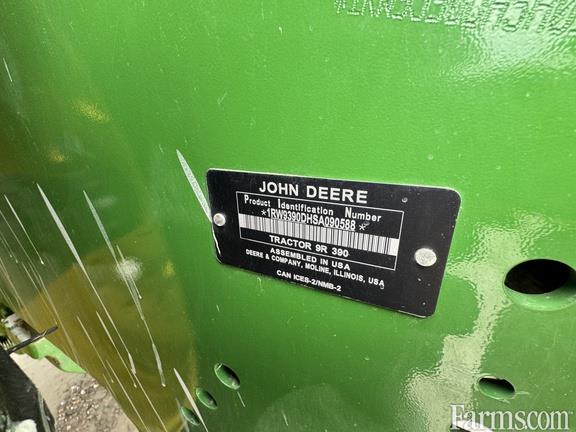 JOHN DEERE
Product Identification Number
*1RW9390DHSA090588*
TRACTOR 9R 390
ASSEMBLED IN USA
DEERE & COMPANY, MOLINE, ILLINOIS, USA
CAN ICES-2/NMB-2
Farms.com